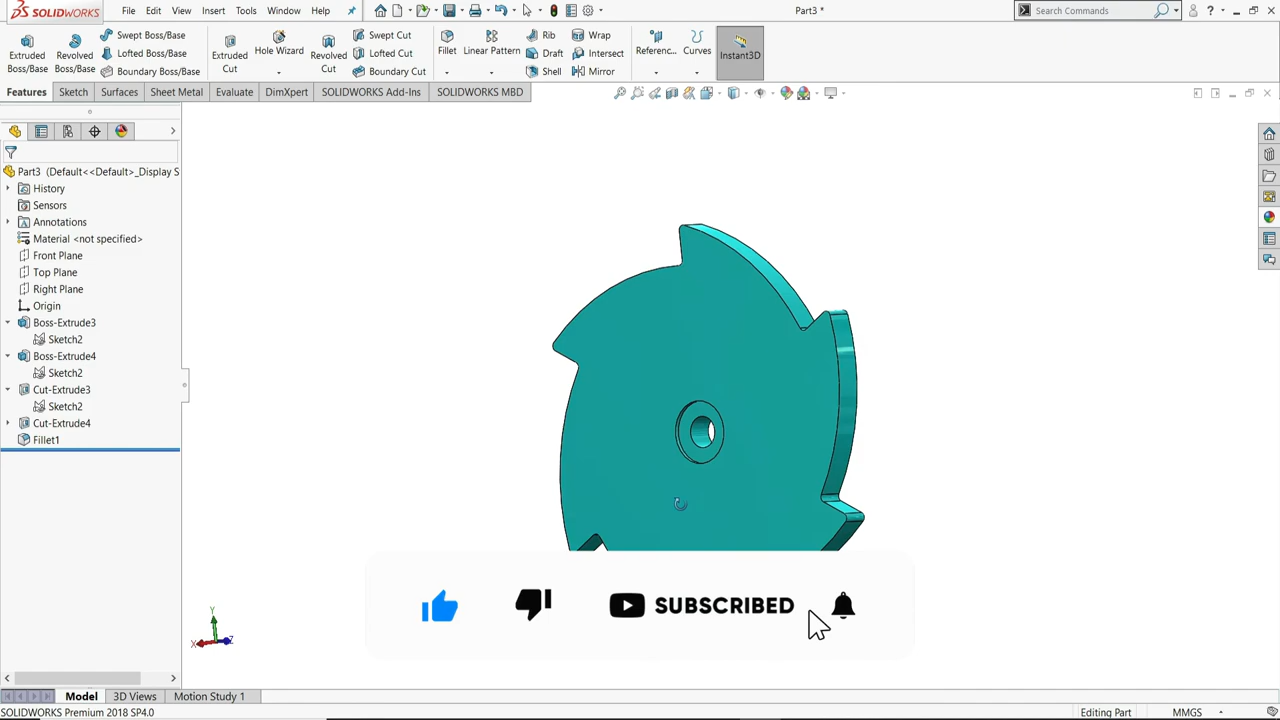 SOLIDWORKS File Edit View Insert Tools Window Help Part3 * Search Commands
Extruded Boss/Base
Revolved Boss/Base
Swept Boss/Base
Lofted Boss/Base
Boundary Boss/Base
Extruded Cut
Hole Wizard
Revolved Cut
Swept Cut
Lofted Cut
Boundary Cut
Fillet
Linear Pattern
Rib
Draft
Shell
Wrap
Intersect
Mirror
Referenc...
Curves
Instant3D
Features Sketch Surfaces Sheet Metal Evaluate DimXpert SOLIDWORKS Add-Ins SOLIDWORKS MBD
Part3 (Default<<Default>_Display S
History
Sensors
Annotations
Material <not specified>
Front Plane
Top Plane
Right Plane
Origin
Boss-Extrude3
Sketch2
Boss-Extrude4
Sketch2
Cut-Extrude3
Sketch2
Cut-Extrude4
Fillet1
SUBSCRIBED
Y
X Z
Model 3D Views Motion Study 1
SOLIDWORKS Premium 2018 SP4.0 Editing Part MMGS